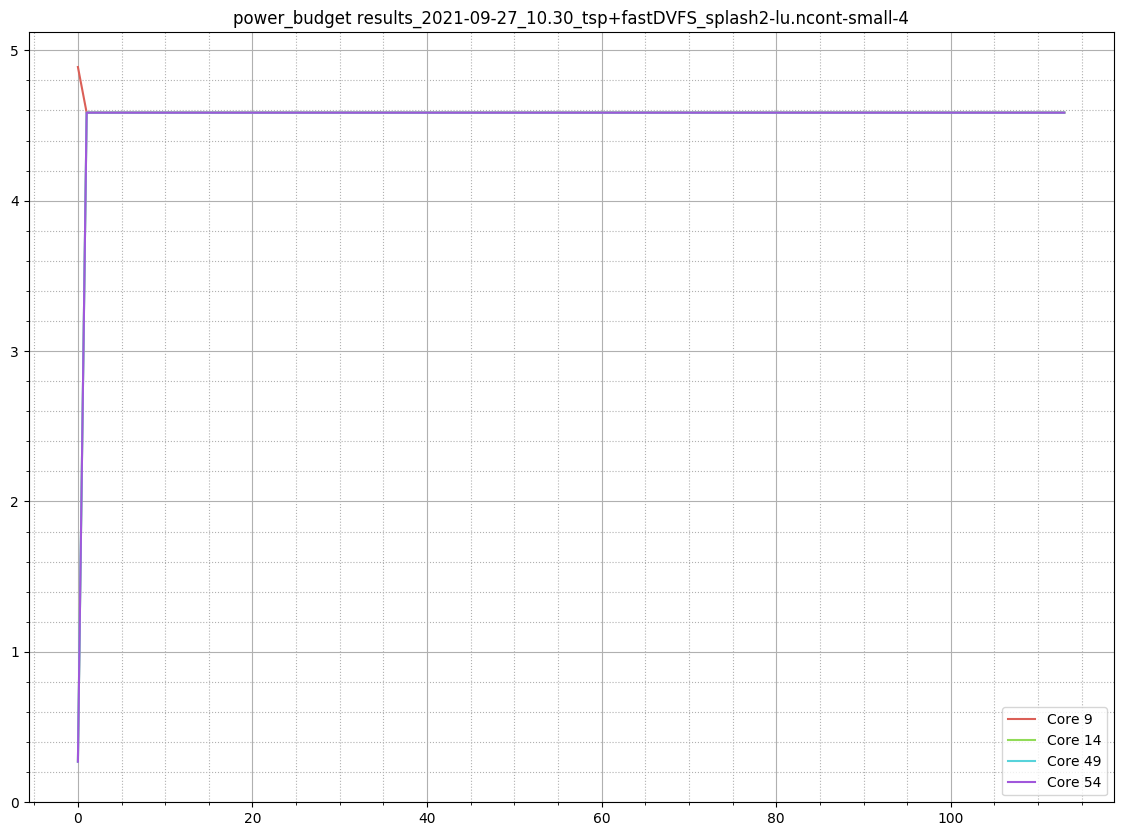 power_budget results_2021-09-27_10.30_tsp+fastDVFS_splash2-lu.ncont-small-4
5
4
3
2
1
0
0 20 40 60 80 100
Core 9
Core 14
Core 49
Core 54